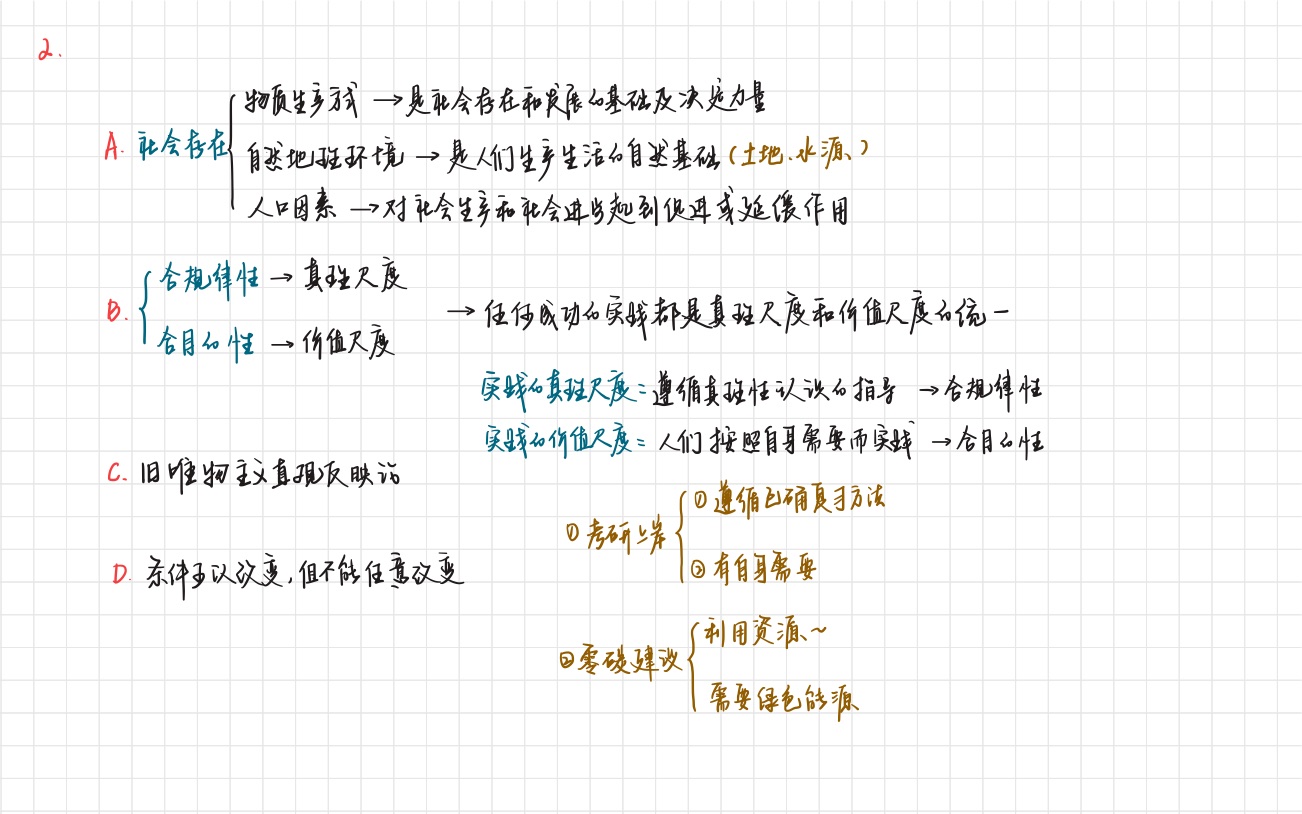 2.
A. 社会存在
物质生产方式 → 是社会存在和发展的基础及决定力量
自然地理环境 → 是人们生产生活的自然基础(土地、水源、)
人口因素 → 对社会生产和社会进步起到促进或延缓作用
B.
合规律性 → 真理尺度
合目的性 → 价值尺度
→ 任何成功的实践都是真理尺度和价值尺度的统一
实践的真理尺度: 遵循真理性认识的指导 → 合规律性
实践的价值尺度: 人们按照自身需要而实践 → 合目的性
C. 旧唯物主义直观反映论
① 考研上岸
① 遵循正确复习方法
② 有自身需要
D. 条件可以改变,但不能任意改变
② 零碳建设
利用资源~
需要绿色能源